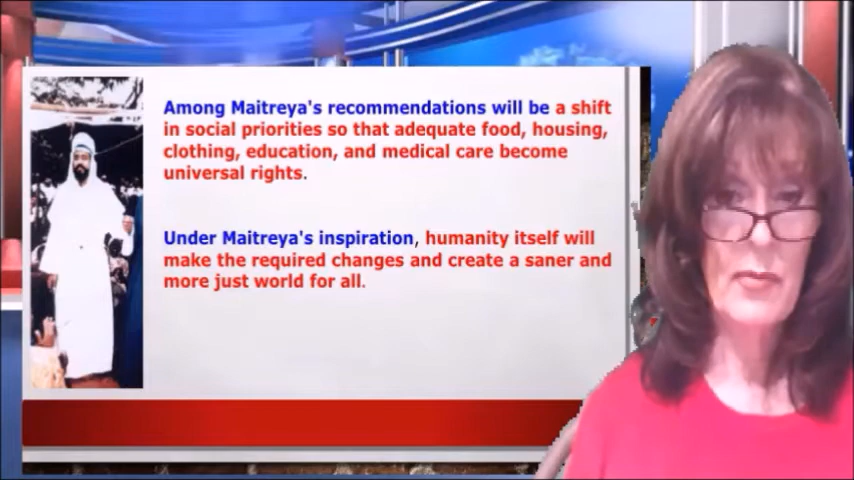 Among Maitreya's recommendations will be a shift
in social priorities so that adequate food, housing,
clothing, education, and medical care become
universal rights.
Under Maitreya's inspiration, humanity itself will
make the required changes and create a saner and
more just world for all.